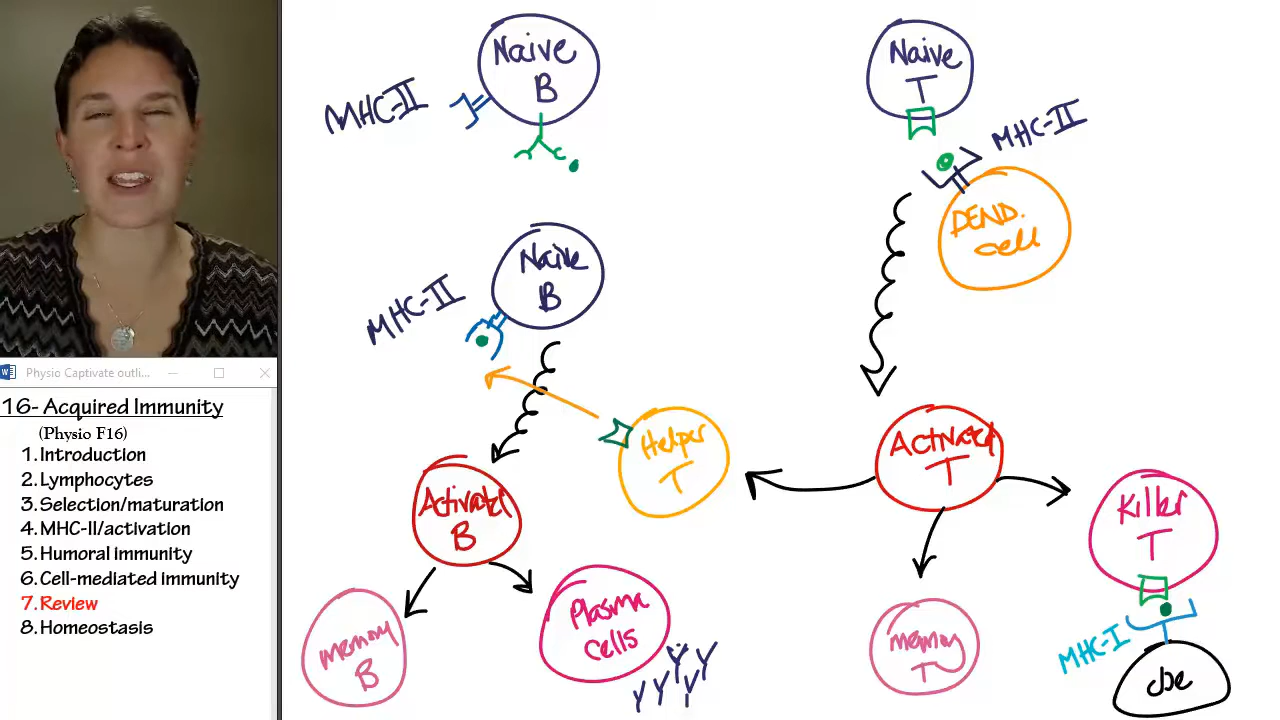 Naive
B
MHC-II
Naive
T
MHC-II
DEND.
cell
Naive
B
MHC-II
Helper
T
Activated
T
Activated
B
Killer
T
Memory
B
Plasma
cells
Memory
T
MHC-I
Physio Captivate outli...
16- Acquired Immunity
(Physio F16)
1. Introduction
2. Lymphocytes
3. Selection/maturation
4. MHC-II/activation
5. Humoral immunity
6. Cell-mediated immunity
7. Review
8. Homeostasis